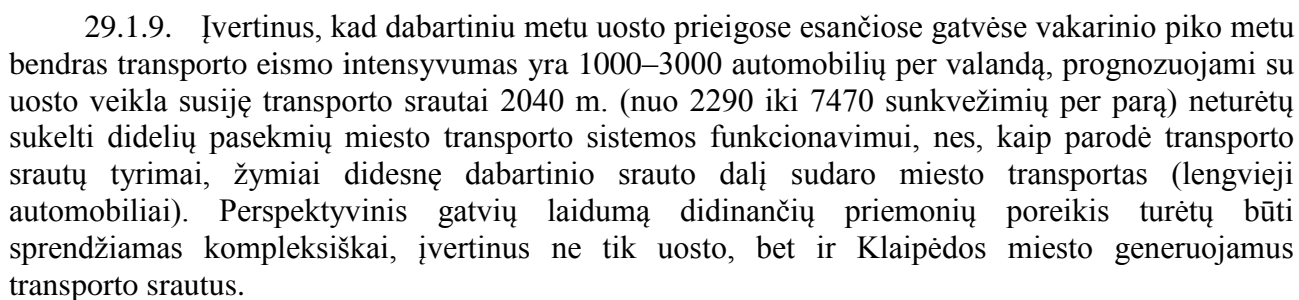 29.1.9. Įvertinus, kad dabartiniu metu uosto prieigose esančiose gatvėse vakarinio piko metu
bendras transporto eismo intensyvumas yra 1000–3000 automobilių per valandą, prognozuojami su
uosto veikla susiję transporto srautai 2040 m. (nuo 2290 iki 7470 sunkvežimių per parą) neturėtų
sukelti didelių pasekmių miesto transporto sistemos funkcionavimui, nes, kaip parodė transporto
srautų tyrimai, žymiai didesnę dabartinio srauto dalį sudaro miesto transportas (lengvieji
automobiliai). Perspektyvinis gatvių laidumą didinančių priemonių poreikis turėtų būti
sprendžiamas kompleksiškai, įvertinus ne tik uosto, bet ir Klaipėdos miesto generuojamus
transporto srautus.